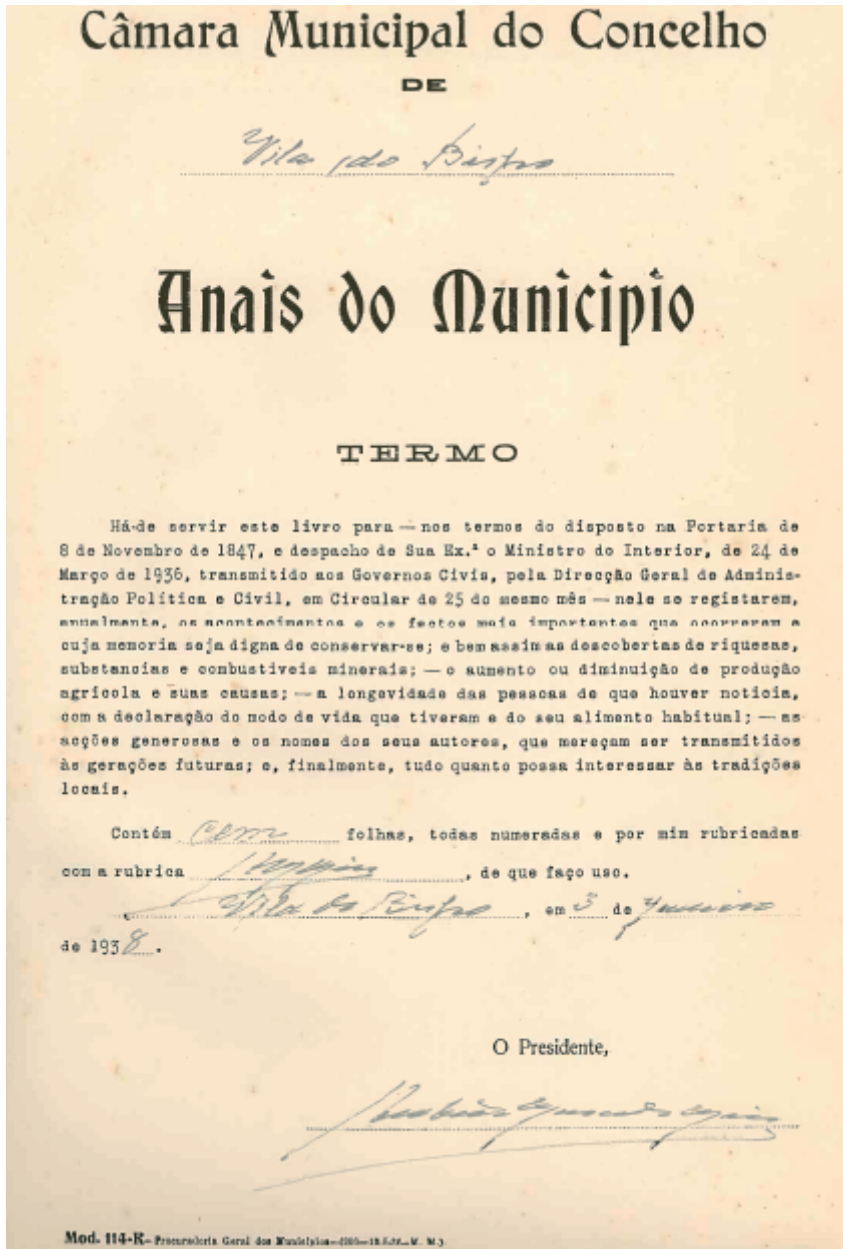 Câmara Municipal do Concelho
DE
Vila do Bispo
Anais do Municipio
TERMO
Há-de servir este livro para — nos termos do disposto na Portaria de
8 de Novembro de 1847, e despacho de Sua Ex.ª o Ministro do Interior, de 24 de
Março de 1936, transmitido aos Governos Civis, pela Direcção Geral de Adminis-
tração Política e Civil, em Circular de 25 do mesmo mês — nele se registarem,
anualmente, os acontecimentos e os factos mais importantes que ocorrerem a
cuja memoria seja digna de conservar-se; e bem assim as descobertas de riquesas,
substancias e combustiveis minerais; — o aumento ou diminuição de produção
agricola e suas causas; — a longevidade das pessoas de que houver noticia,
com a declaração do modo de vida que tiveram e do seu alimento habitual; — as
acções generosas e os nomes dos seus autores, que mereçam ser transmitidos
às gerações futuras; e, finalmente, tudo quanto possa interessar às tradições
locais.
Contém cem folhas, todas numeradas e por mim rubricadas
com a rubrica , de que faço uso.
Vila do Bispo, em 3 de Janeiro
de 1938.
O Presidente,
Mod. 114-R — Procuradoria Geral dos Municipios